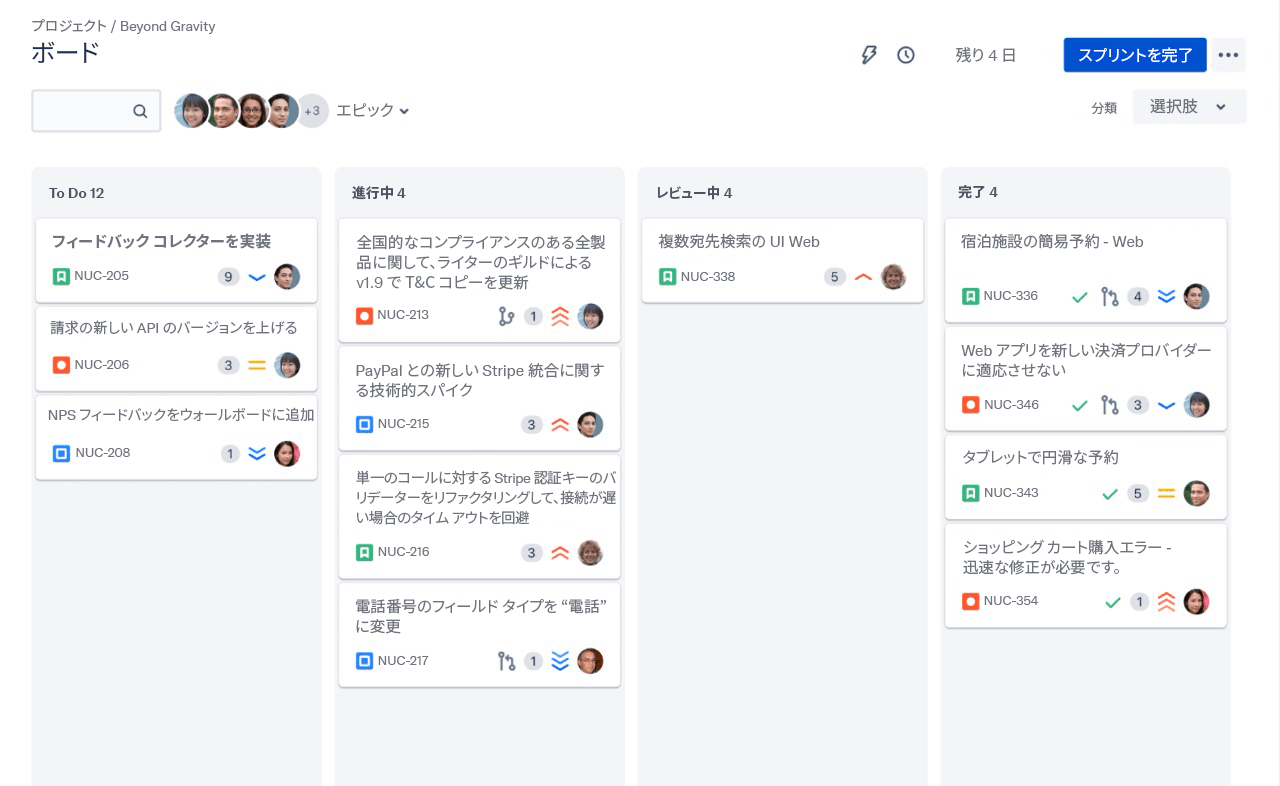 プロジェクト / Beyond Gravity
ボード
残り 4 日
スプリントを完了
+3
エピック
分類
選択肢
To Do 12
フィードバック コレクターを実装
NUC-205
9
請求の新しい API のバージョンを上げる
NUC-206
3
NPS フィードバックをウォールボードに追加
NUC-208
1
進行中 4
全国的なコンプライアンスのある全製
品に関して、ライターのギルドによる
v1.9 で T&C コピーを更新
NUC-213
1
PayPal との新しい Stripe 統合に関す
る技術的スパイク
NUC-215
3
単一のコールに対する Stripe 認証キーのバ
リデーターをリファクタリングして、接続が遅
い場合のタイム アウトを回避
NUC-216
3
電話番号のフィールド タイプを “電話”
に変更
NUC-217
1
レビュー中 4
複数宛先検索の UI Web
NUC-338
5
完了 4
宿泊施設の簡易予約 - Web
NUC-336
4
Web アプリを新しい決済プロバイダー
に適応させない
NUC-346
3
タブレットで円滑な予約
NUC-343
5
ショッピング カート購入エラー -
迅速な修正が必要です。
NUC-354
1